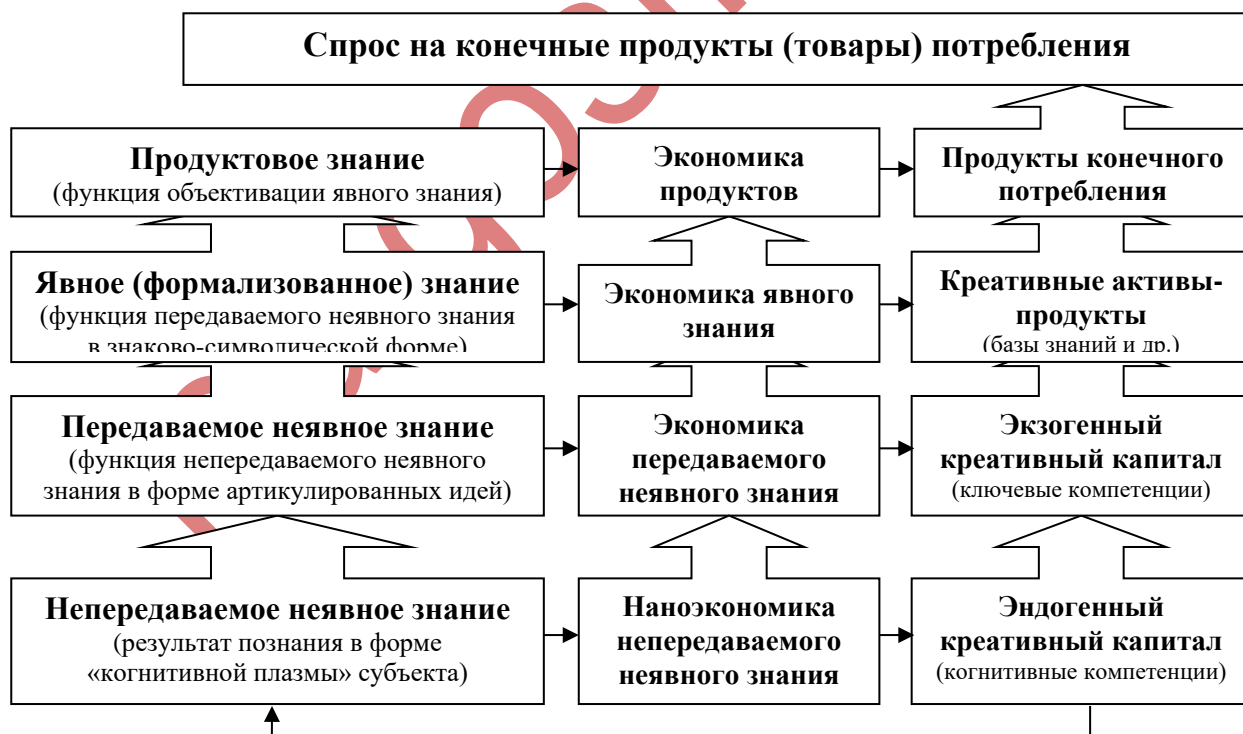 Спрос на конечные продукты (товары) потребления
Продуктовое знание
(функция объективации явного знания)
Экономика
продуктов
Продукты конечного
потребления
Явное (формализованное) знание
(функция передаваемого неявного знания
в знаково-символической форме)
Экономика явного
знания
Креативные активы-
продукты
(базы знаний и др.)
Передаваемое неявное знание
(функция непередаваемого неявного
знания в форме артикулированных идей)
Экономика
передаваемого
неявного знания
Экзогенный
креативный капитал
(ключевые компетенции)
Непередаваемое неявное знание
(результат познания в форме
«когнитивной плазмы» субъекта)
Наноэкономика
непередаваемого
неявного знания
Эндогенный
креативный капитал
(когнитивные компетенции)